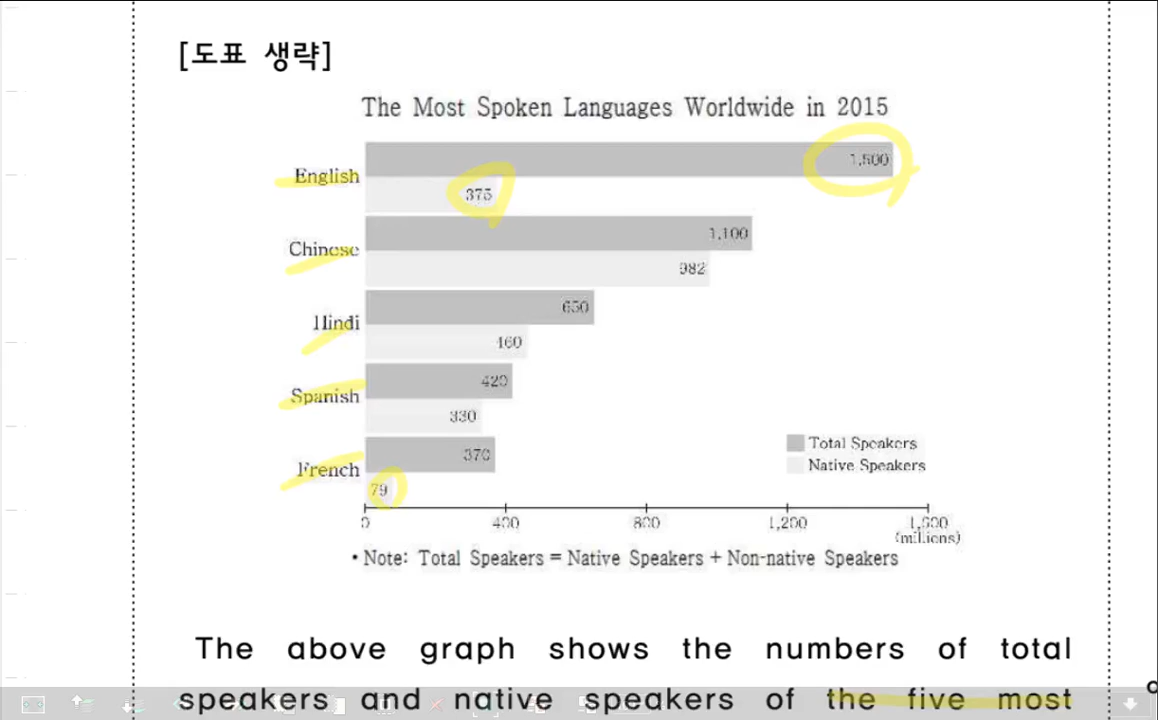 [도표 생략]
The Most Spoken Languages Worldwide in 2015
English
1,500
375
Chinese
1,100
982
Hindi
650
460
Spanish
420
330
French
370
79
Total Speakers
Native Speakers
0 400 800 1,200 1,600
(millions)
• Note: Total Speakers = Native Speakers + Non-native Speakers
The above graph shows the numbers of total
speakers and native speakers of the five most